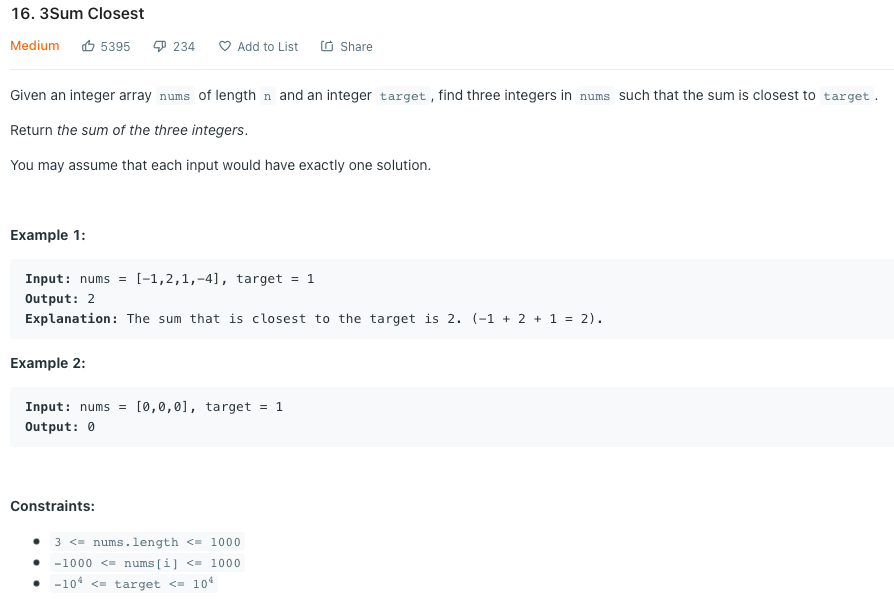 16. 3Sum Closest
Medium 5395 234 Add to List Share
Given an integer array nums of length n and an integer target, find three integers in nums such that the sum is closest to target.
Return the sum of the three integers.
You may assume that each input would have exactly one solution.
Example 1:
Input: nums = [-1,2,1,-4], target = 1
Output: 2
Explanation: The sum that is closest to the target is 2. (-1 + 2 + 1 = 2).
Example 2:
Input: nums = [0,0,0], target = 1
Output: 0
Constraints:
• 3 <= nums.length <= 1000
• -1000 <= nums[i] <= 1000
• -10⁴ <= target <= 10⁴